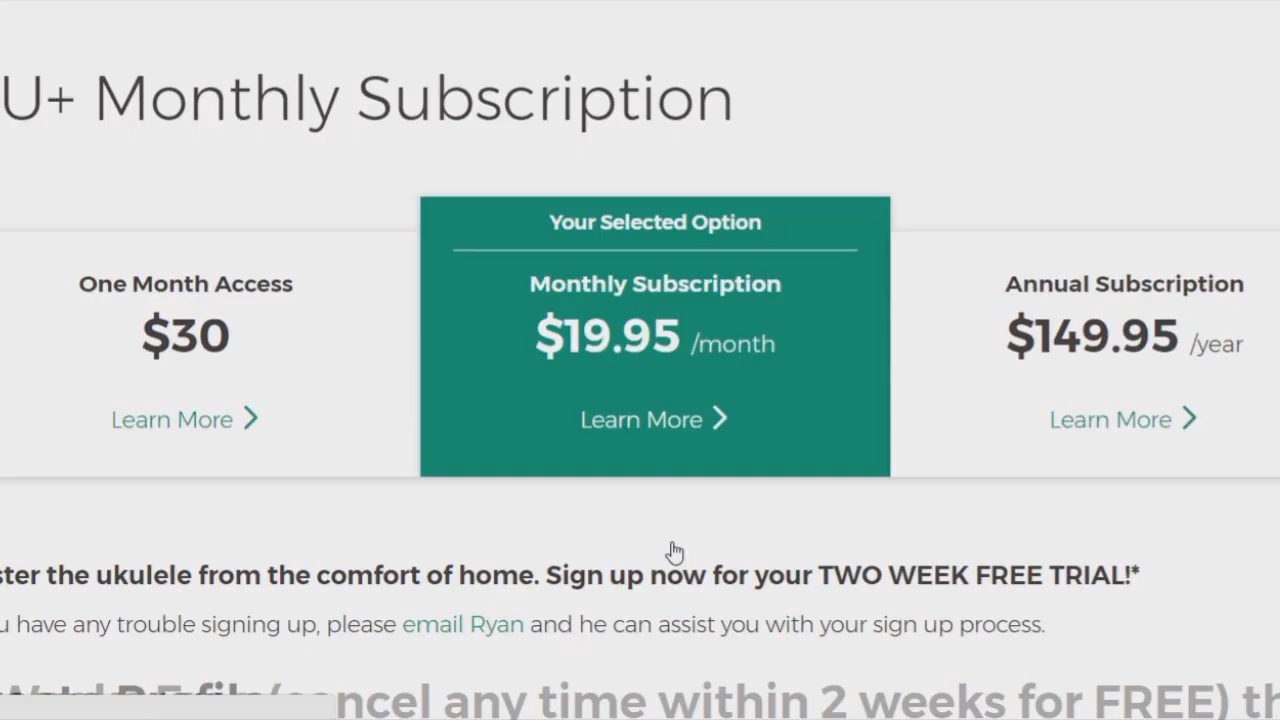 U+ Monthly Subscription
Your Selected Option
One Month Access
$30
Learn More
Monthly Subscription
$19.95 /month
Learn More
Annual Subscription
$149.95 /year
Learn More
ster the ukulele from the comfort of home. Sign up now for your TWO WEEK FREE TRIAL!*
u have any trouble signing up, please email Ryan and he can assist you with your sign up process.
ncel any time within 2 weeks for FREE) th